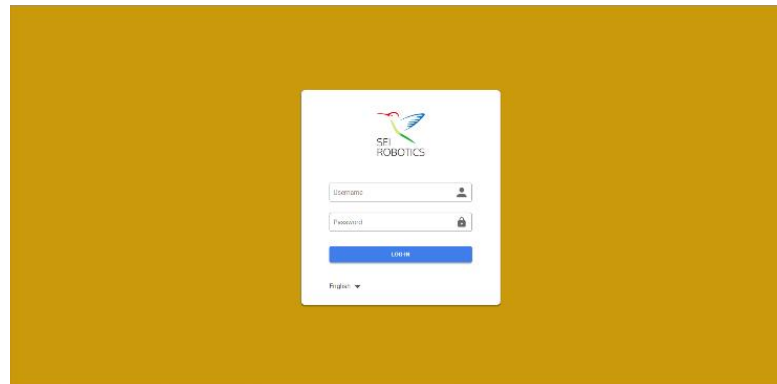 SEI
ROBOTICS
Username
Password
LOG IN
English